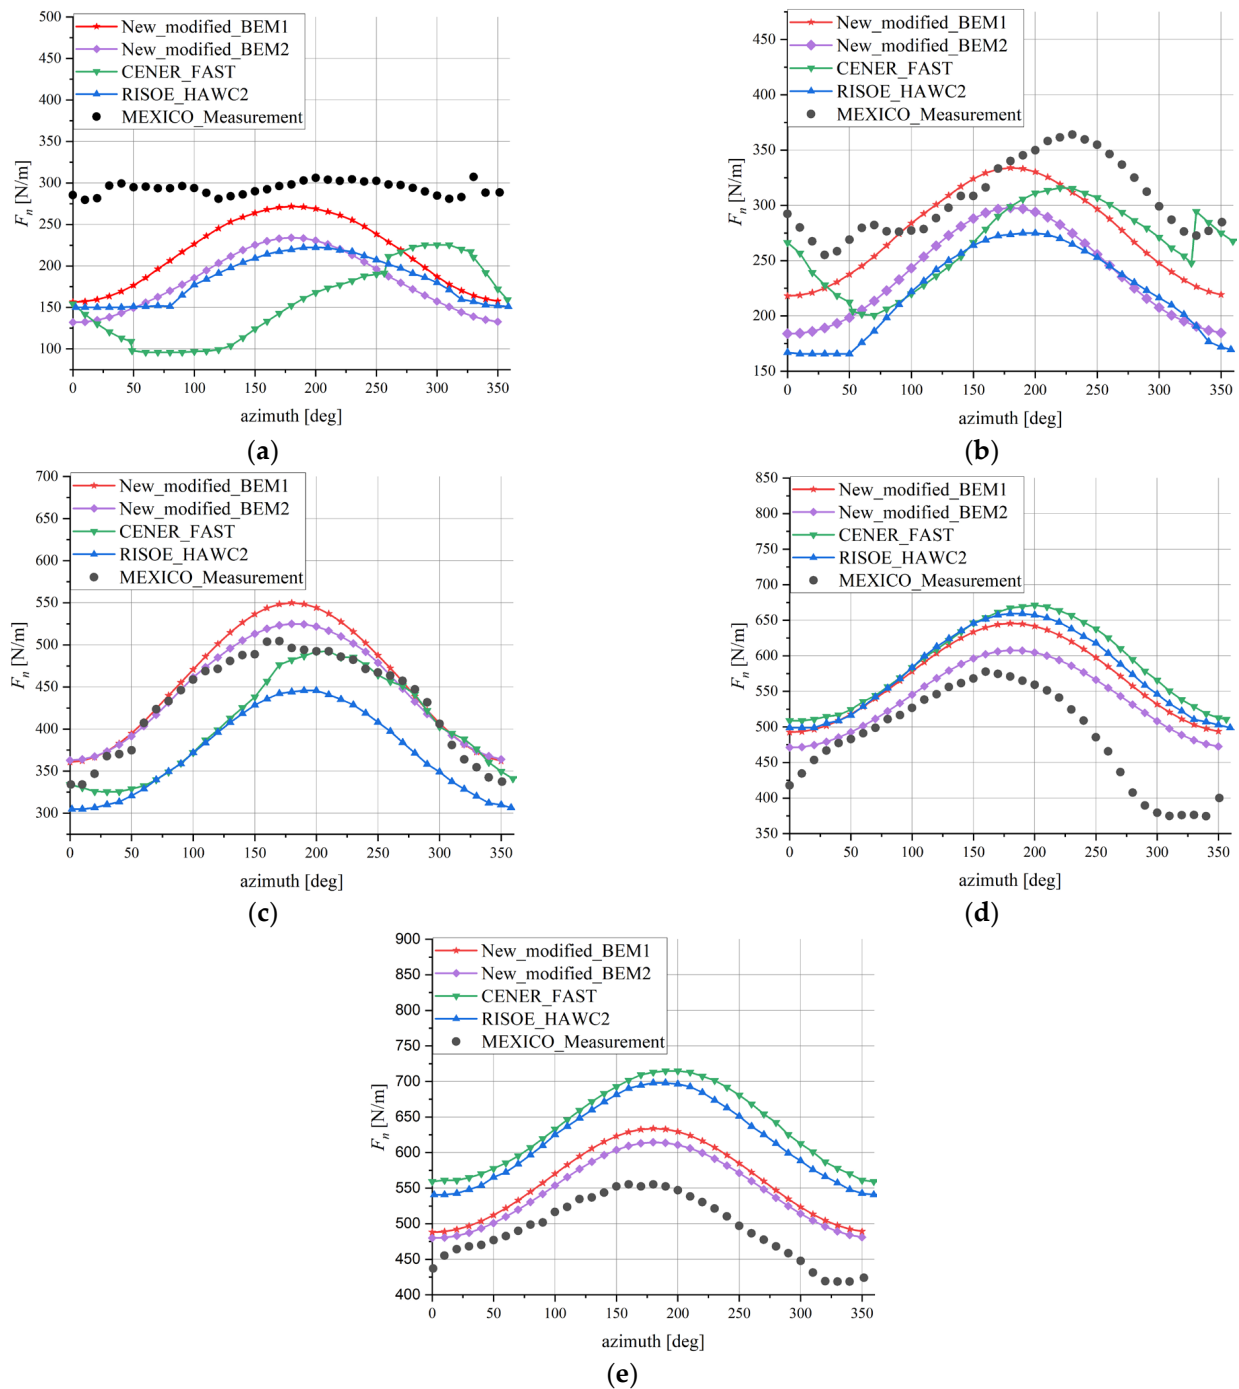 500
450
400
350
300
250
200
150
100
0 50 100 150 200 250 300 350
F_n [N/m]
azimuth [deg]
New_modified_BEM1
New_modified_BEM2
CENER_FAST
RISOE_HAWC2
MEXICO_Measurement
(a)
450
400
350
300
250
200
150
0 50 100 150 200 250 300 350
F_n [N/m]
azimuth [deg]
New_modified_BEM1
New_modified_BEM2
CENER_FAST
RISOE_HAWC2
MEXICO_Measurement
(b)
700
650
600
550
500
450
400
350
300
0 50 100 150 200 250 300 350
F_n [N/m]
azimuth [deg]
New_modified_BEM1
New_modified_BEM2
CENER_FAST
RISOE_HAWC2
MEXICO_Measurement
(c)
850
800
750
700
650
600
550
500
450
400
350
0 50 100 150 200 250 300 350
F_n [N/m]
azimuth [deg]
New_modified_BEM1
New_modified_BEM2
CENER_FAST
RISOE_HAWC2
MEXICO_Measurement
(d)
900
850
800
750
700
650
600
550
500
450
400
0 50 100 150 200 250 300 350
F_n [N/m]
azimuth [deg]
New_modified_BEM1
New_modified_BEM2
CENER_FAST
RISOE_HAWC2
MEXICO_Measurement
(e)